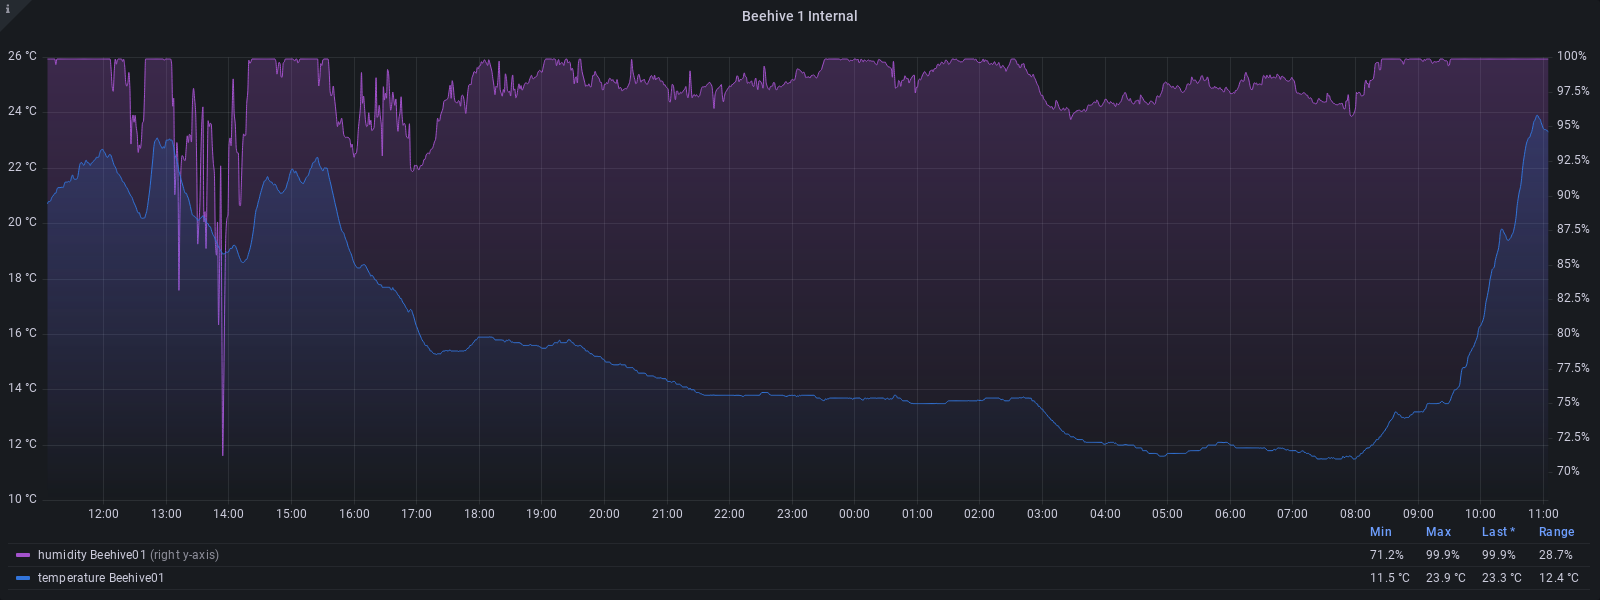 i
Beehive 1 Internal
26 °C
24 °C
22 °C
20 °C
18 °C
16 °C
14 °C
12 °C
10 °C
100%
97.5%
95%
92.5%
90%
87.5%
85%
82.5%
80%
77.5%
75%
72.5%
70%
12:00 13:00 14:00 15:00 16:00 17:00 18:00 19:00 20:00 21:00 22:00 23:00 00:00 01:00 02:00 03:00 04:00 05:00 06:00 07:00 08:00 09:00 10:00 11:00
Min Max Last * Range
humidity Beehive01 (right y-axis) 71.2% 99.9% 99.9% 28.7%
temperature Beehive01 11.5 °C 23.9 °C 23.3 °C 12.4 °C